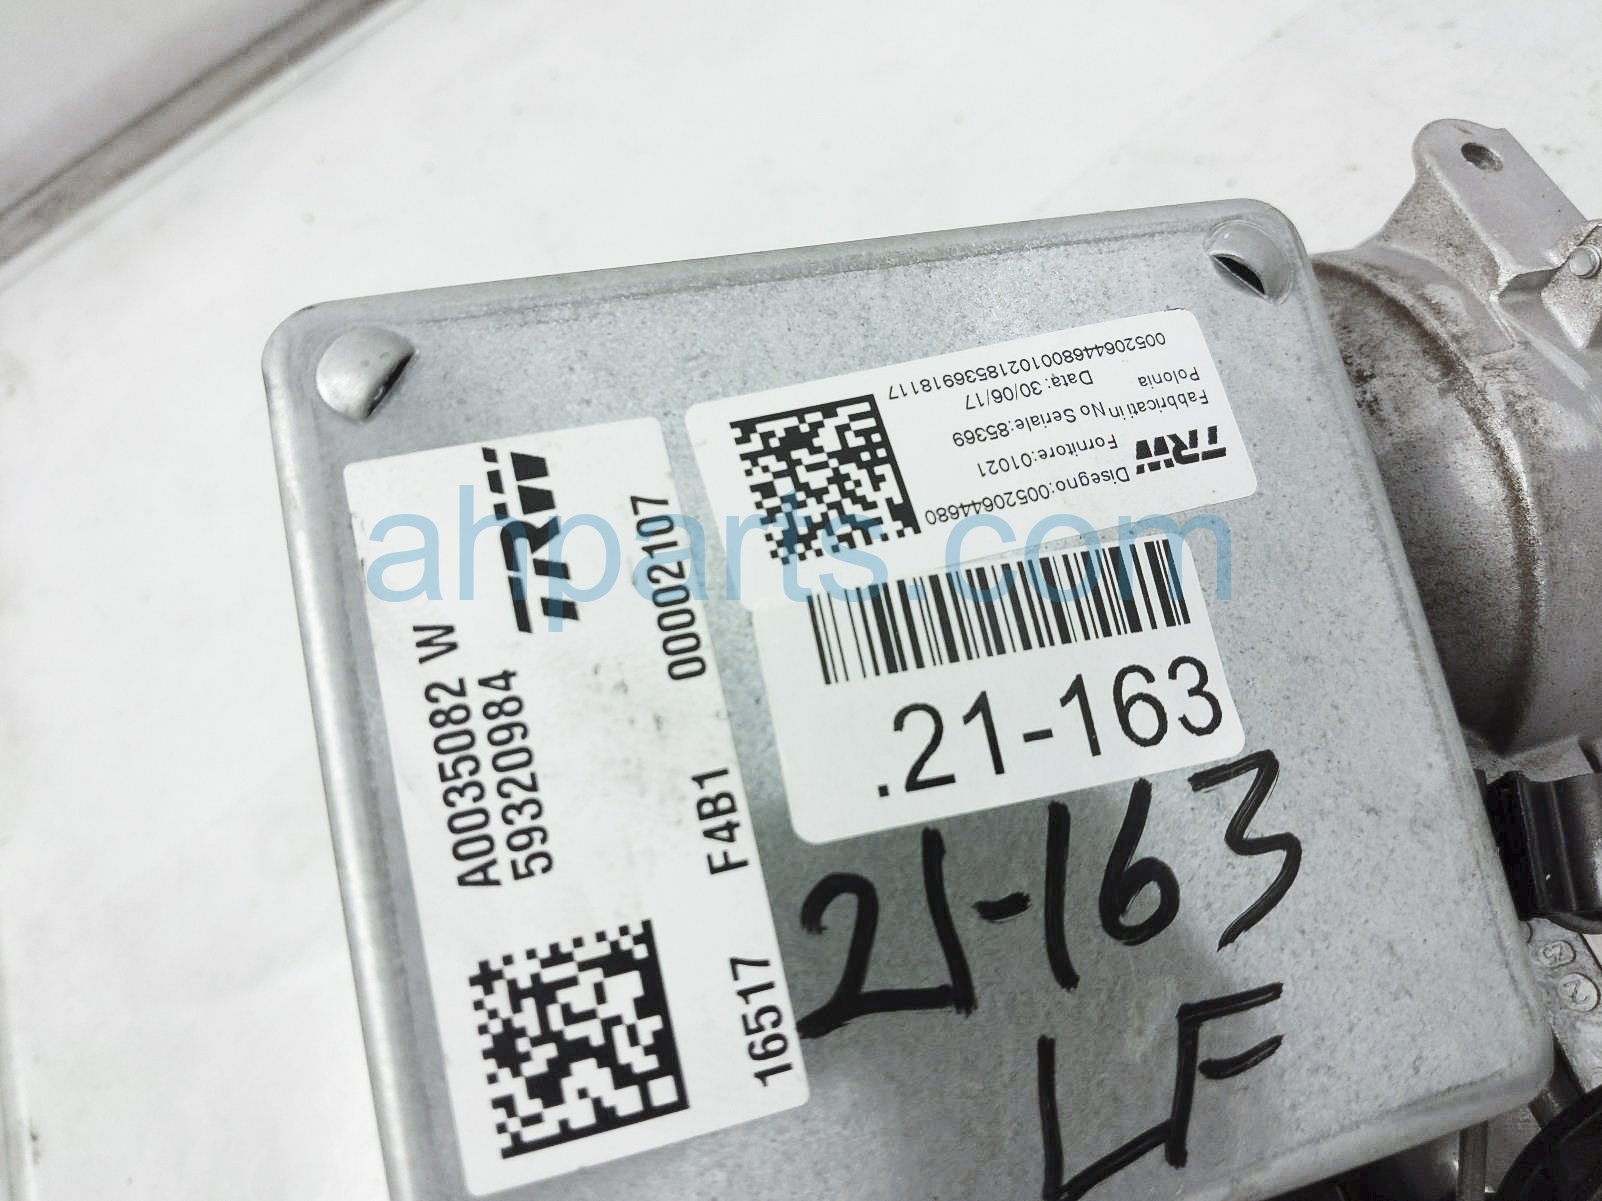 TRW
A0035082 W
59320984
00002107
F4B1
16517
TRW
Disegno:00520644680
Fornitore:01021
Fabbricati in No Seriale:85369
Polonia
Data: 30/06/17
00520644680010218536918117
.21-163
21-163
LF
ahparts.com